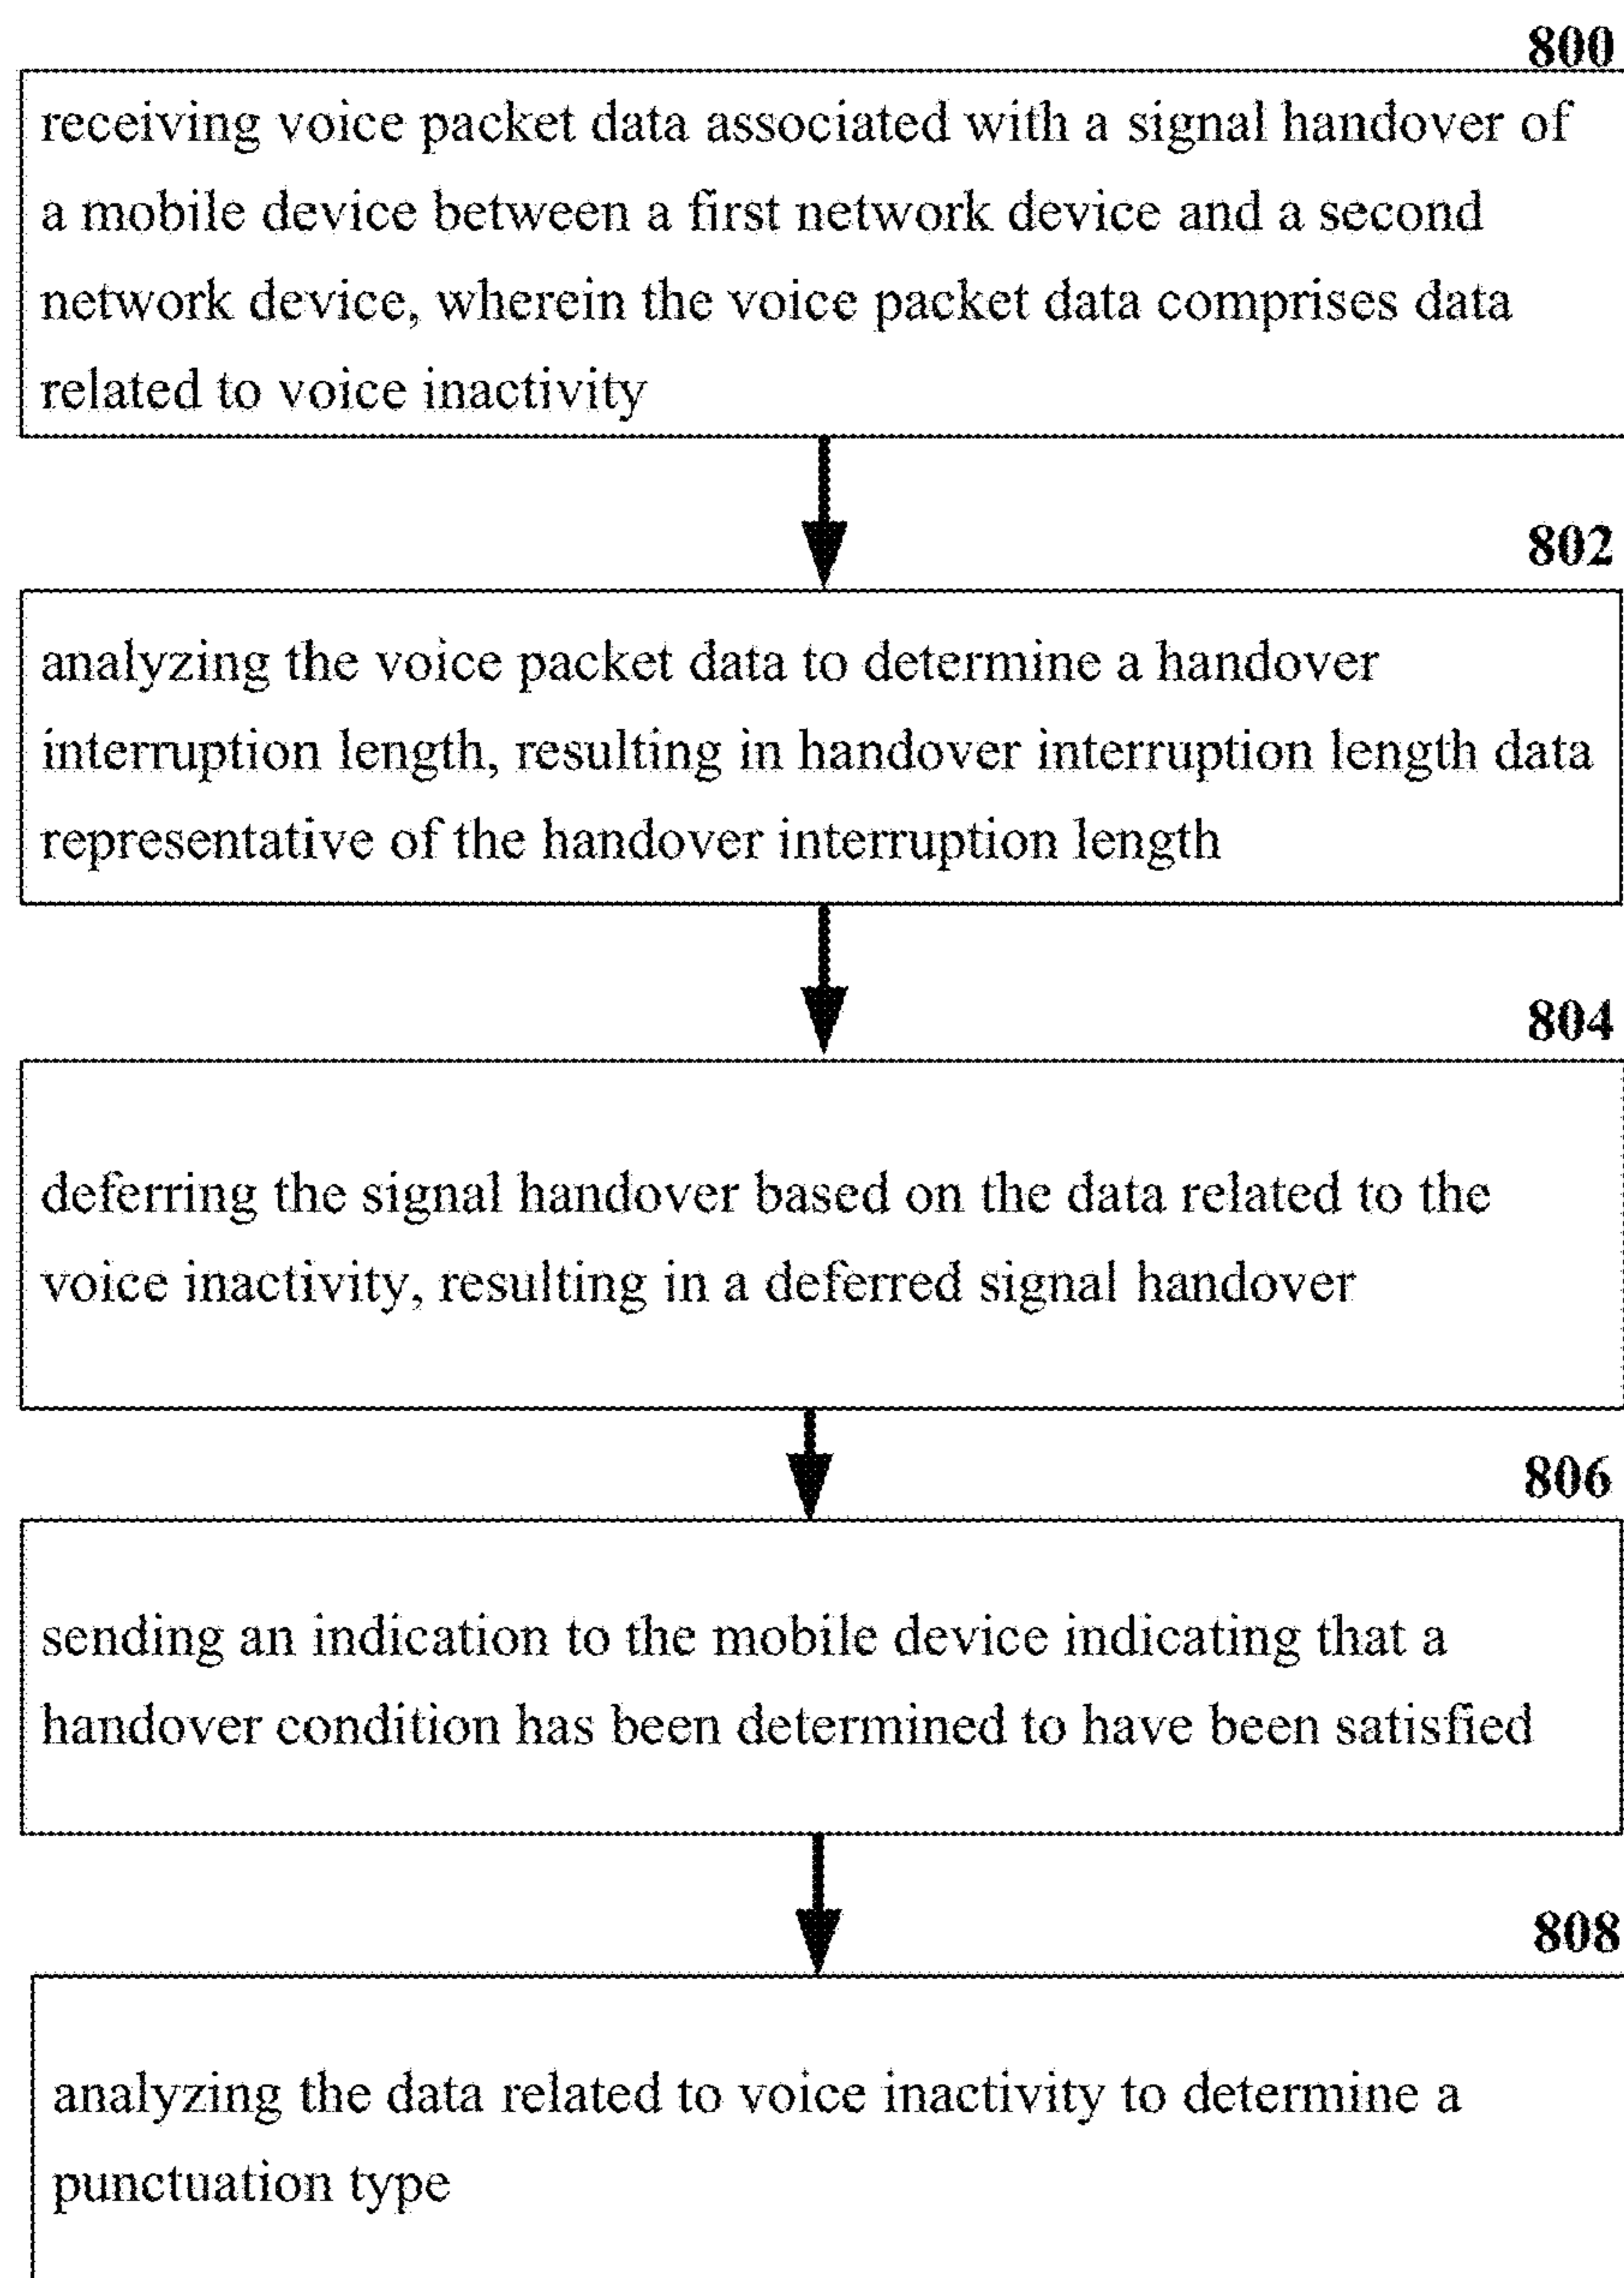 800
receiving voice packet data associated with a signal handover of
a mobile device between a first network device and a second
network device, wherein the voice packet data comprises data
related to voice inactivity
802
analyzing the voice packet data to determine a handover
interruption length, resulting in handover interruption length data
representative of the handover interruption length
804
deferring the signal handover based on the data related to the
voice inactivity, resulting in a deferred signal handover
806
sending an indication to the mobile device indicating that a
handover condition has been determined to have been satisfied
808
analyzing the data related to voice inactivity to determine a
punctuation type